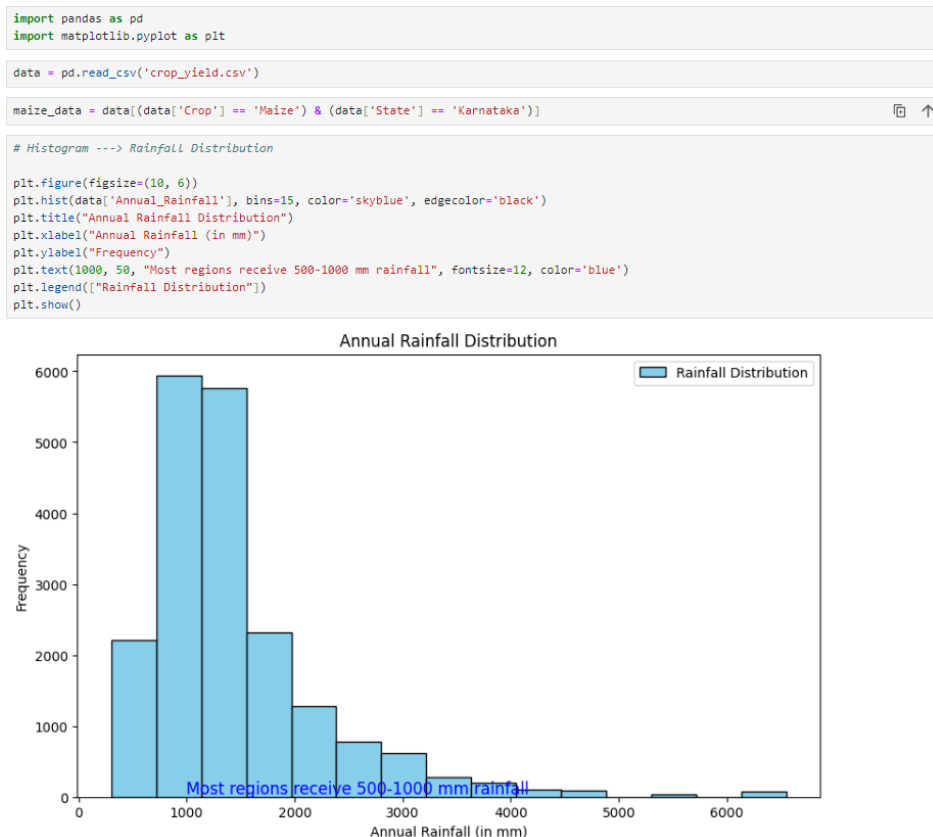 import pandas as pd
import matplotlib.pyplot as plt
data = pd.read_csv('crop_yield.csv')
maize_data = data[(data['Crop'] == 'Maize') & (data['State'] == 'Karnataka')]
# Histogram ---> Rainfall Distribution
plt.figure(figsize=(10, 6))
plt.hist(data['Annual_Rainfall'], bins=15, color='skyblue', edgecolor='black')
plt.title("Annual Rainfall Distribution")
plt.xlabel("Annual Rainfall (in mm)")
plt.ylabel("Frequency")
plt.text(1000, 50, "Most regions receive 500-1000 mm rainfall", fontsize=12, color='blue')
plt.legend(["Rainfall Distribution"])
plt.show()
Annual Rainfall Distribution
Rainfall Distribution
6000
5000
4000
3000
2000
1000
0
Frequency
Most regions receive 500-1000 mm rainfall
0 1000 2000 3000 4000 5000 6000
Annual Rainfall (in mm)